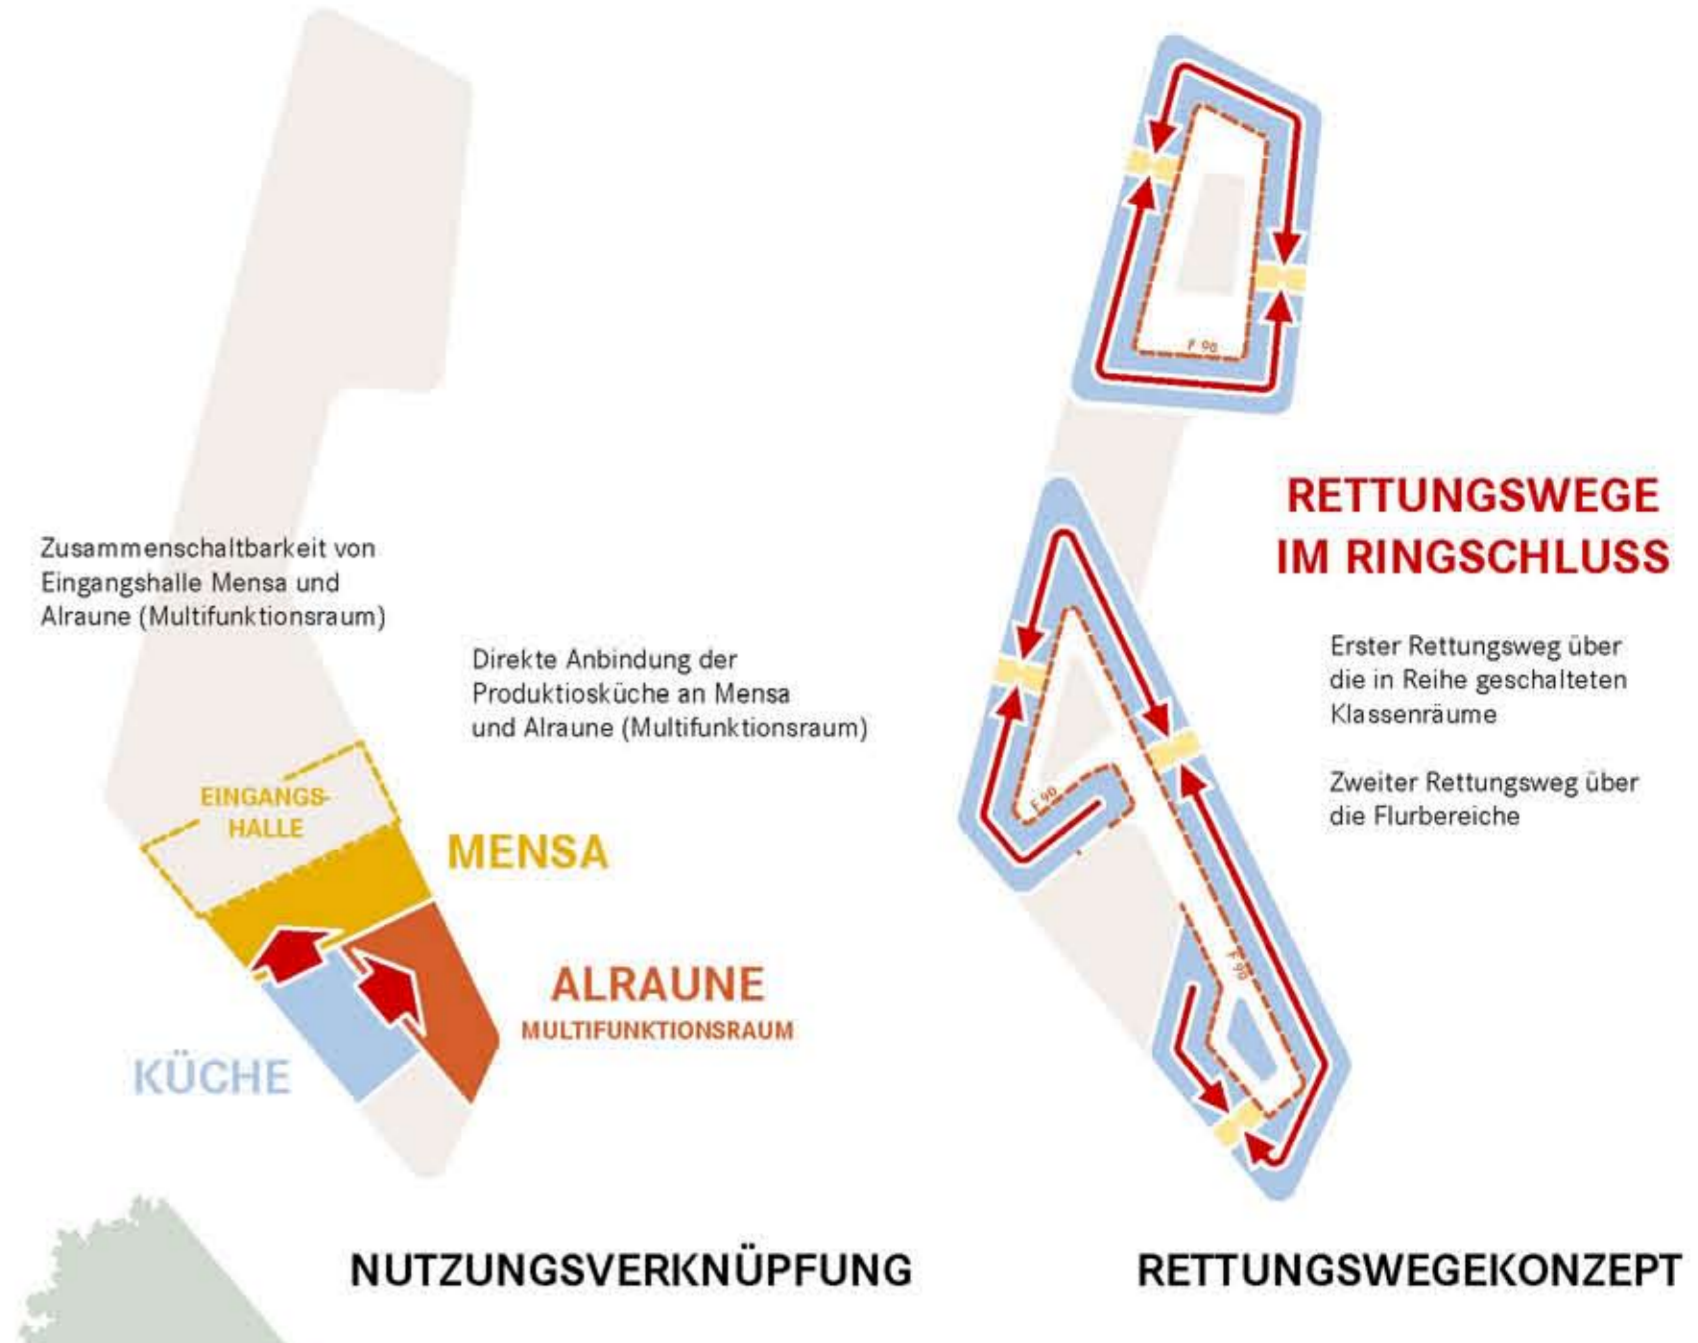 Zusammenschaltbarkeit von
Eingangshalle Mensa und
Alraune (Multifunktionsraum)
Direkte Anbindung der
Produktiosküche an Mensa
und Alraune (Multifunktionsraum)
EINGANGS-
HALLE
MENSA
ALRAUNE
MULTIFUNKTIONSRAUM
KÜCHE
NUTZUNGSVERKNÜPFUNG
F 90
RETTUNGSWEGE
IM RINGSCHLUSS
Erster Rettungsweg über
die in Reihe geschalteten
Klassenräume
Zweiter Rettungsweg über
die Flurbereiche
F 90
F 90
RETTUNGSWEGEKONZEPT